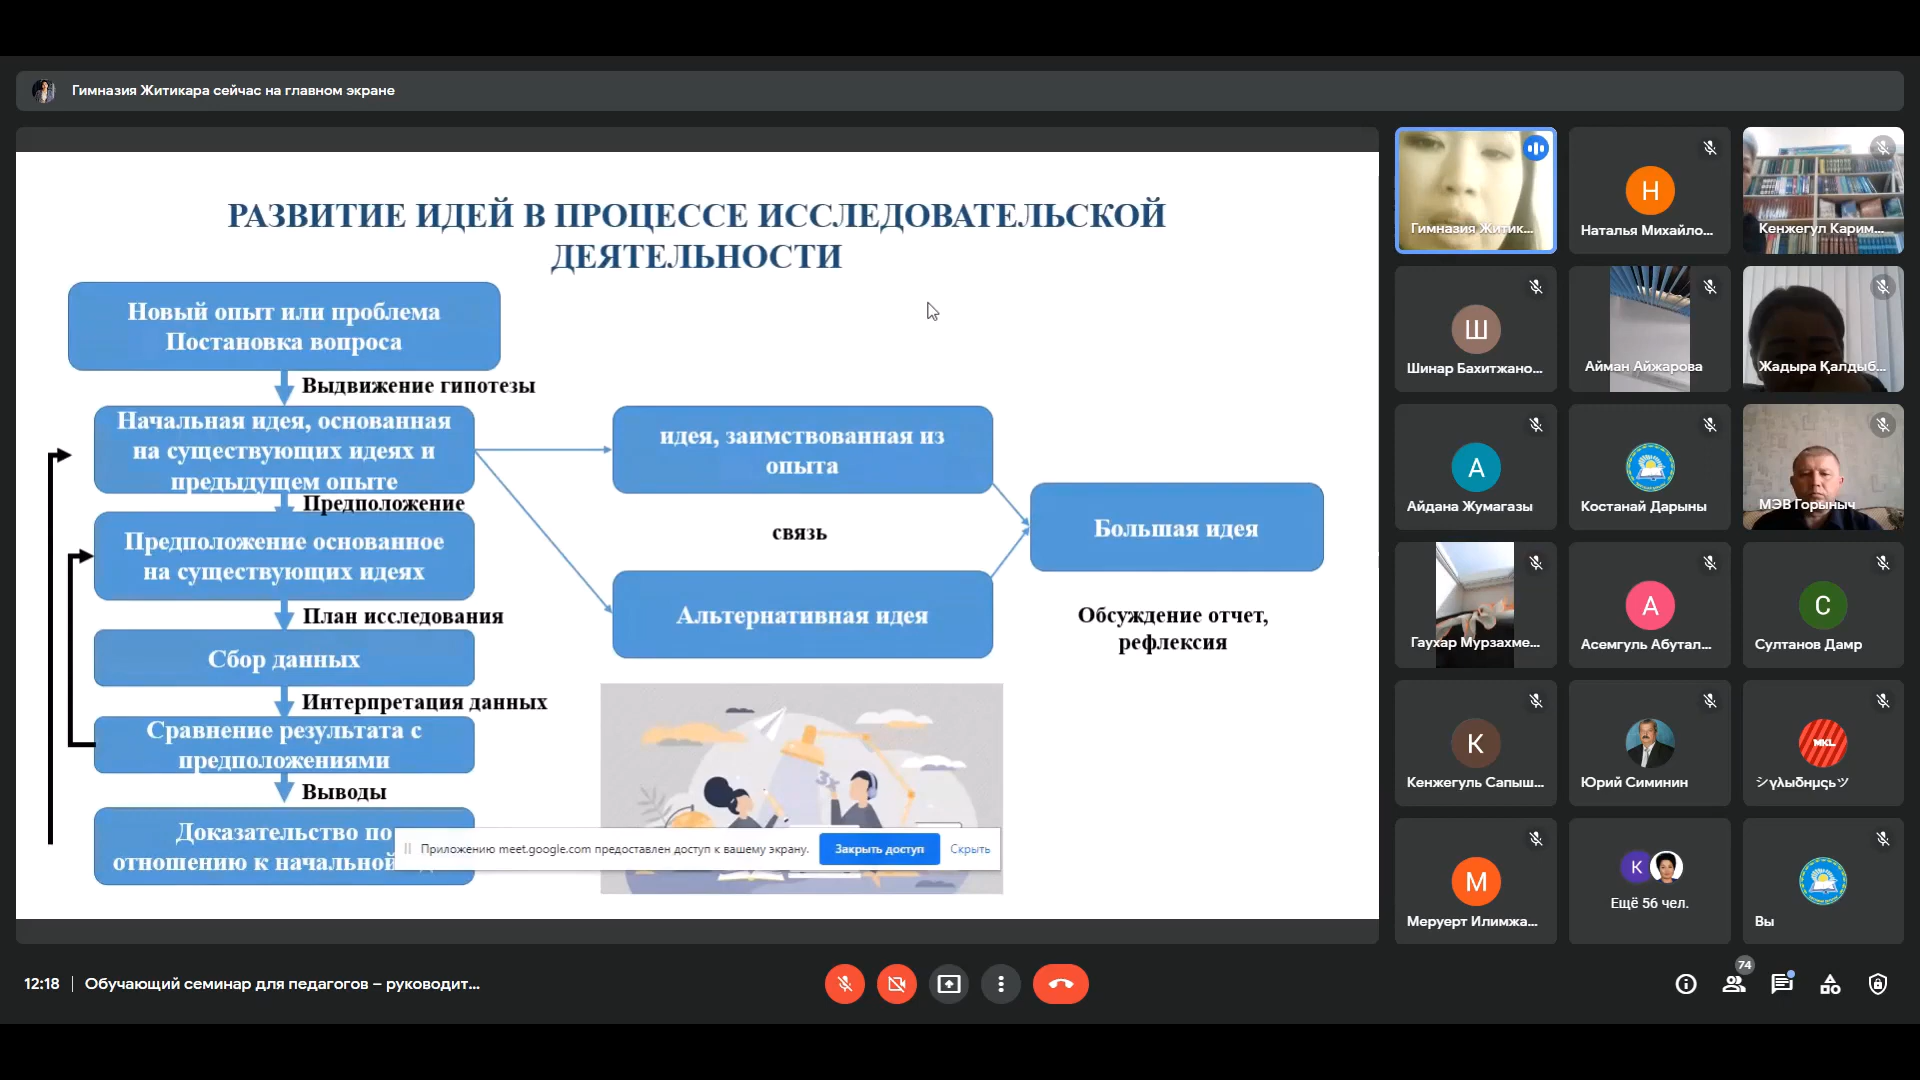 Гимназия Житикара сейчас на главном экране
РАЗВИТИЕ ИДЕЙ В ПРОЦЕССЕ ИССЛЕДОВАТЕЛЬСКОЙ
ДЕЯТЕЛЬНОСТИ
Новый опыт или проблема
Постановка вопроса
Выдвижение гипотезы
Начальная идея, основанная
на существующих идеях и
предыдущем опыте
Предположение
Предположение основанное
на существующих идеях
План исследования
Сбор данных
Интерпретация данных
Сравнение результата с
предположениями
Выводы
Доказательство по
отношению к начальной
идея, заимствованная из
опыта
связь
Альтернативная идея
Большая идея
Обсуждение отчет,
рефлексия
Приложению meet.google.com предоставлен доступ к вашему экрану.
Закрыть доступ
Скрыть
Гимназия Житик...
Н
Наталья Михайло...
Кенжегул Карим...
Ш
Шинар Бахитжано...
Айман Айжарова
Жадыра Қалдыб...
А
Айдана Жумагазы
Костанай Дарыны
МЭВ Горыныч
Гаухар Мурзахме...
А
Асемгуль Абутал...
С
Султанов Дамр
К
Кенжегуль Сапыш...
Юрий Симинин
MKL
М
Меруерт Илимжа...
К
Ещё 56 чел.
Вы
12:18
Обучающий семинар для педагогов – руководит...
74